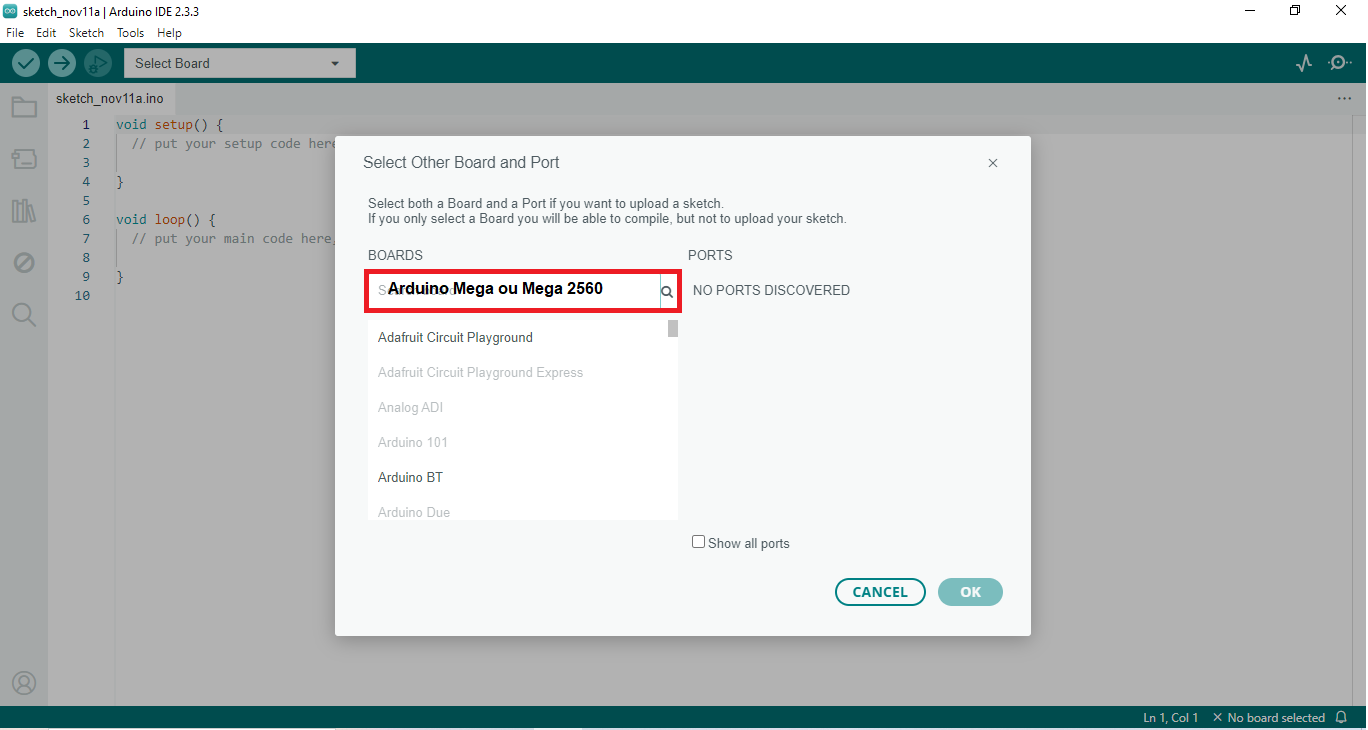 sketch_nov11a | Arduino IDE 2.3.3
File Edit Sketch Tools Help
Select Board
sketch_nov11a.ino
1 void setup() {
2 // put your setup code here
3
4 }
5
6 void loop() {
7 // put your main code here,
8
9 }
10
Select Other Board and Port
Select both a Board and a Port if you want to upload a sketch.
If you only select a Board you will be able to compile, but not to upload your sketch.
BOARDS
Arduino Mega ou Mega 2560
Adafruit Circuit Playground
Adafruit Circuit Playground Express
Analog ADI
Arduino 101
Arduino BT
Arduino Due
PORTS
NO PORTS DISCOVERED
Show all ports
CANCEL OK
Ln 1, Col 1 No board selected